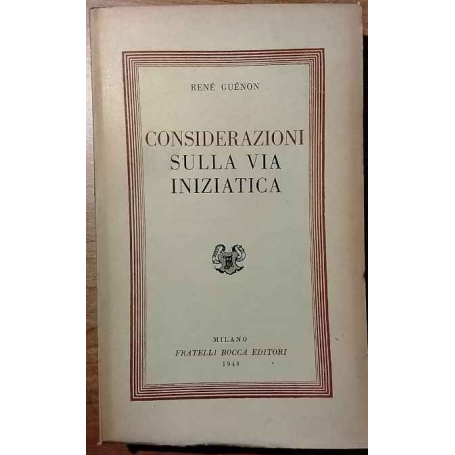 RENÉ GUÉNON
CONSIDERAZIONI
SULLA VIA
INIZIATICA
MILANO
FRATELLI BOCCA EDITORI
1949